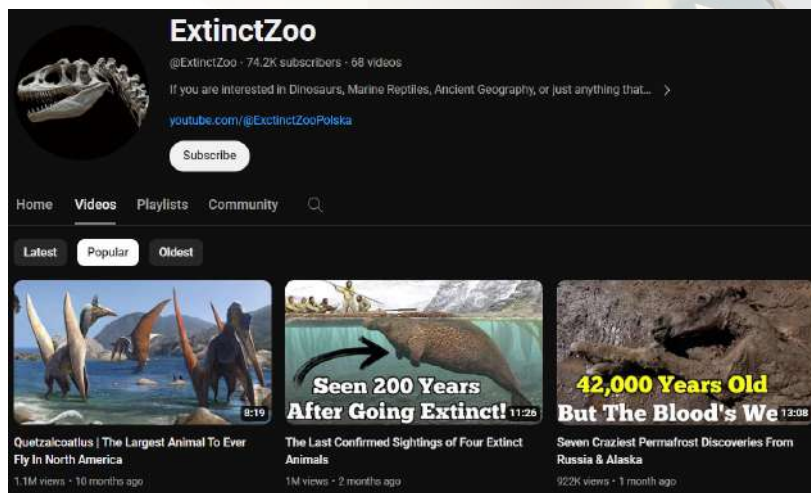 ExtinctZoo
@ExtinctZoo · 74.2K subscribers · 68 videos
If you are interested in Dinosaurs, Marine Reptiles, Ancient Geography, or just anything that... >
youtube.com/@ExctinctZooPolska
Subscribe
Home Videos Playlists Community
Latest Popular Oldest
8:19
Seen 200 Years
After Going Extinct! 11:26
42,000 Years Old
But The Blood's We 13:08
Quetzalcoatlus | The Largest Animal To Ever
Fly In North America
1.1M views · 10 months ago
The Last Confirmed Sightings of Four Extinct
Animals
1M views · 2 months ago
Seven Craziest Permafrost Discoveries From
Russia & Alaska
922K views · 1 month ago